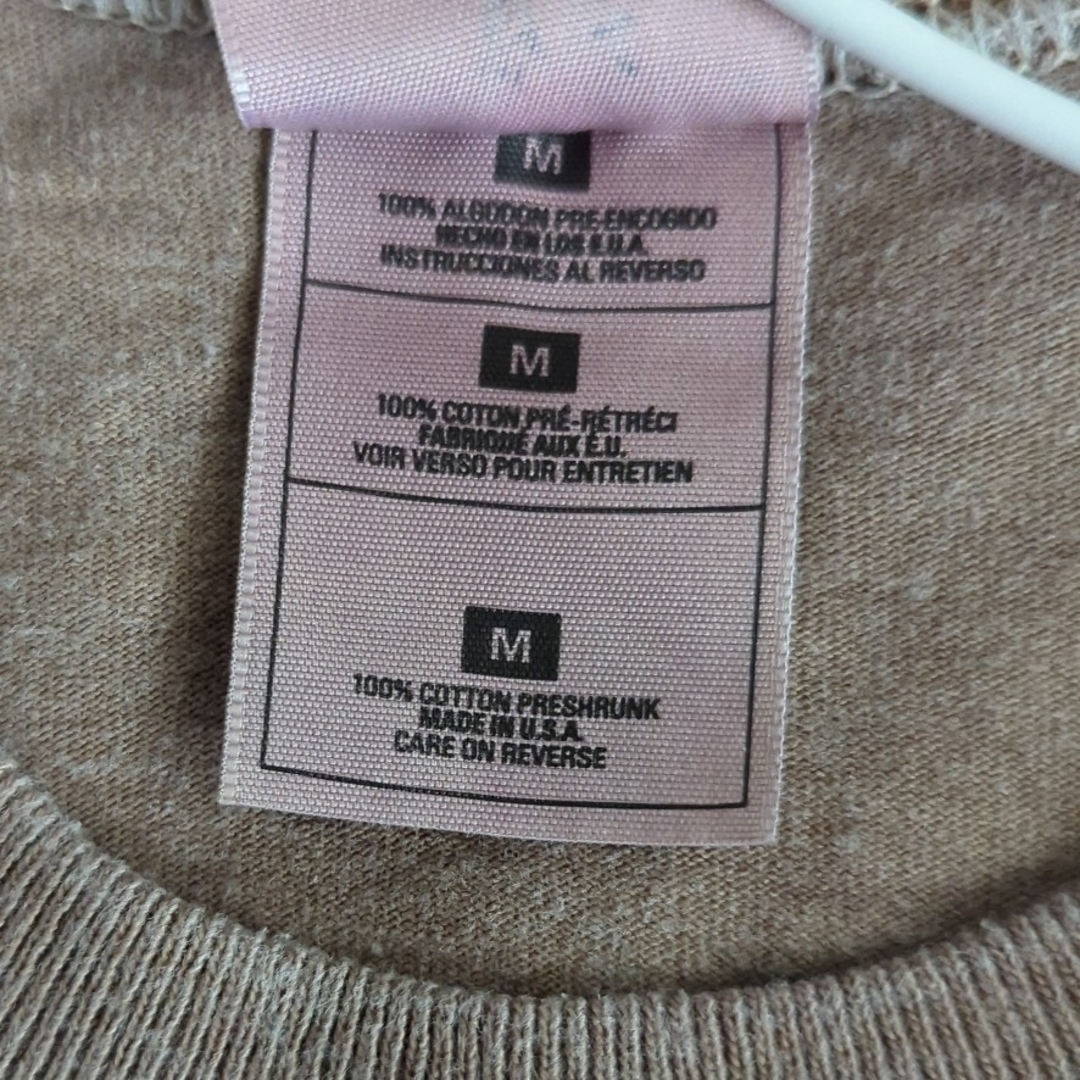 M
100% ALGODON PRE-ENCOGIDO
HECHO EN LOS E.U.A.
INSTRUCCIONES AL REVERSO
M
100% COTON PRÉ-RÉTRÉCI
FABRIQUE AUX É.U.
VOIR VERSO POUR ENTRETIEN
M
100% COTTON PRESHRUNK
MADE IN U.S.A.
CARE ON REVERSE